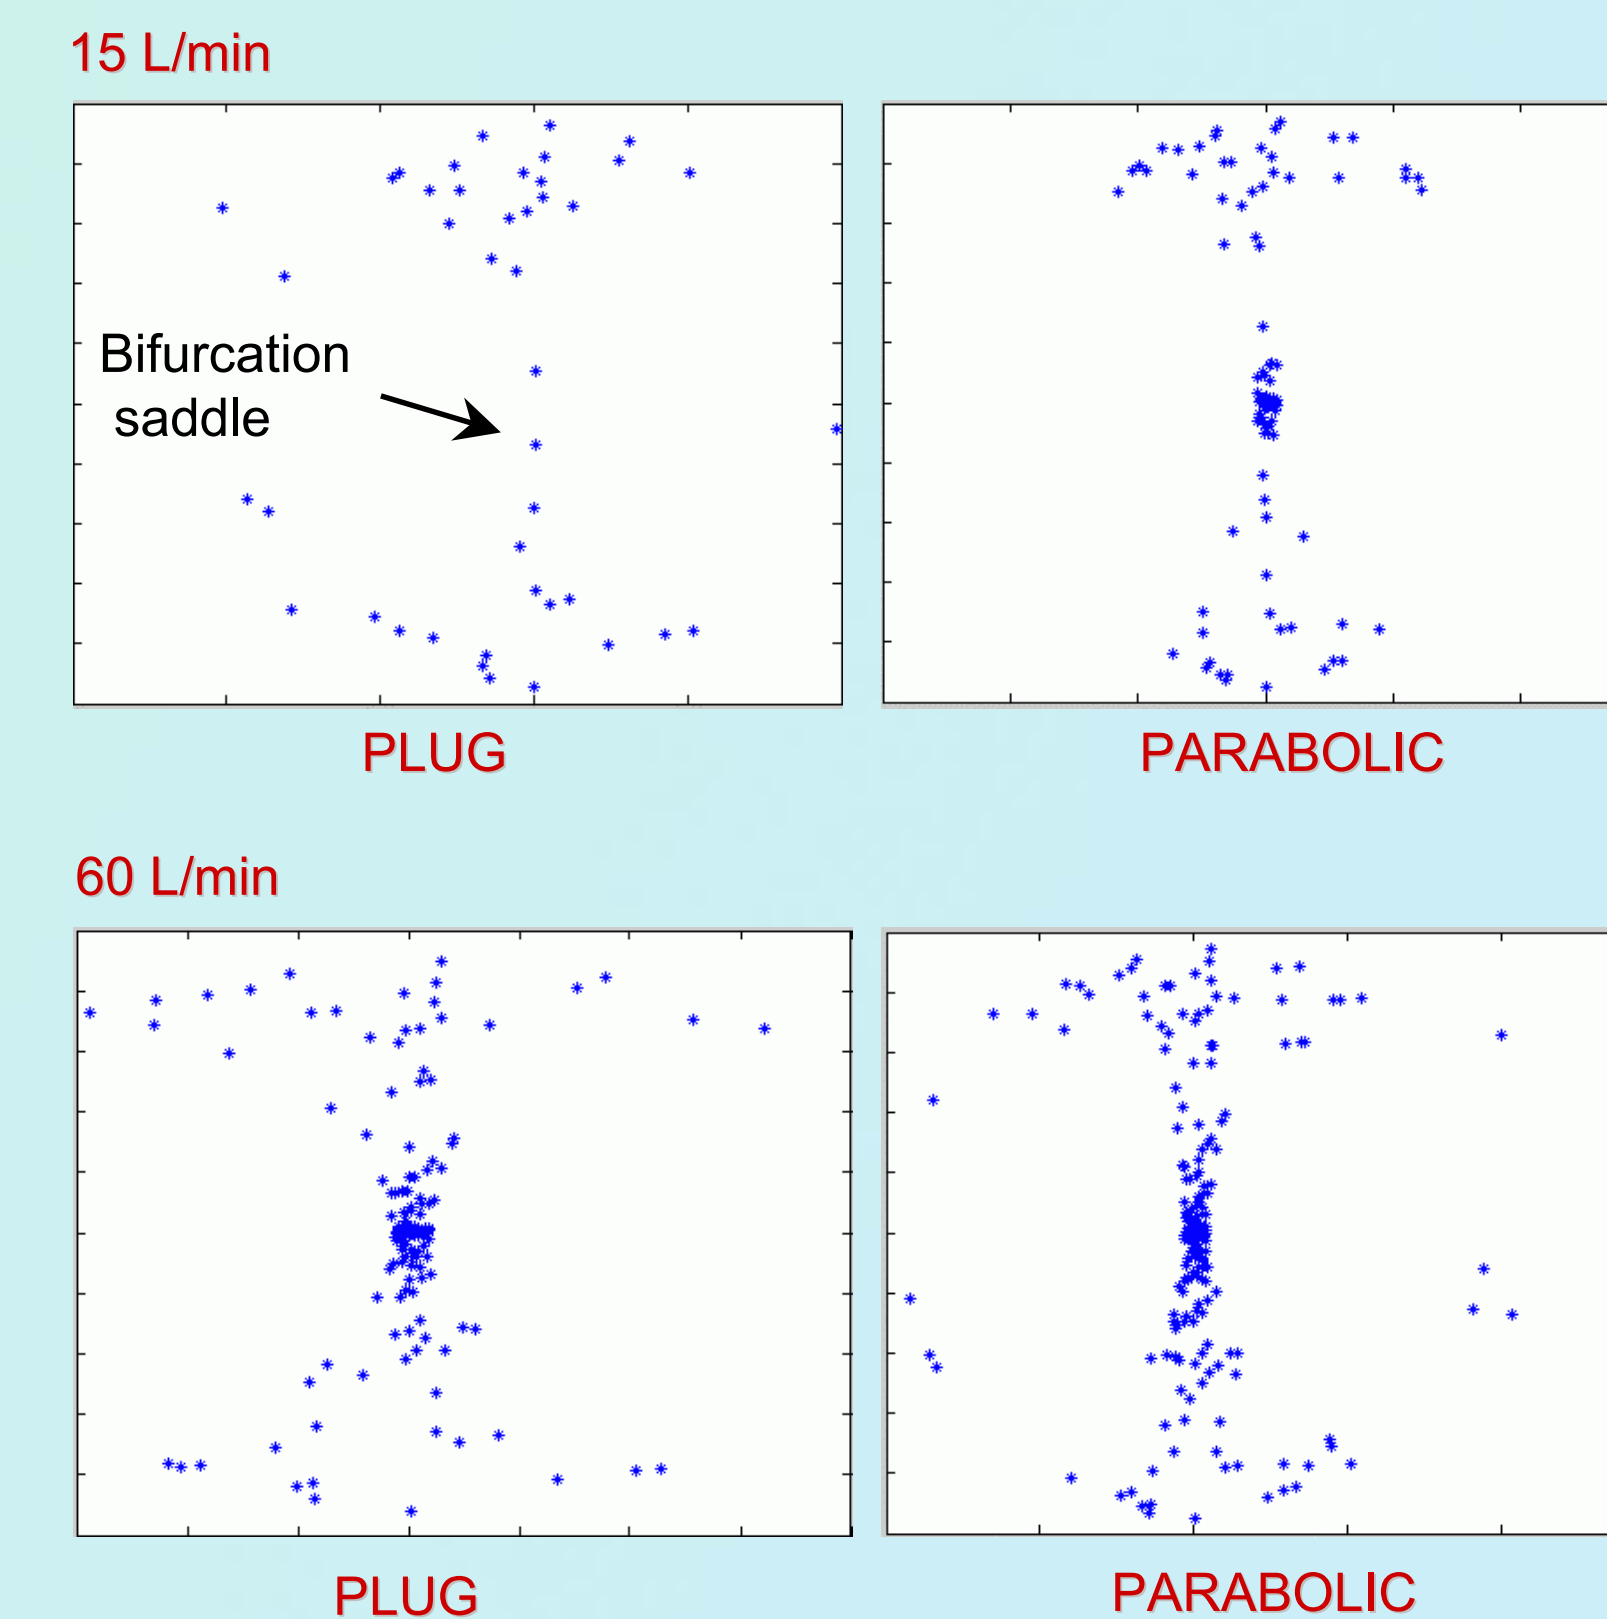 15 L/min
Bifurcation
saddle
PLUG
PARABOLIC
60 L/min
PLUG
PARABOLIC